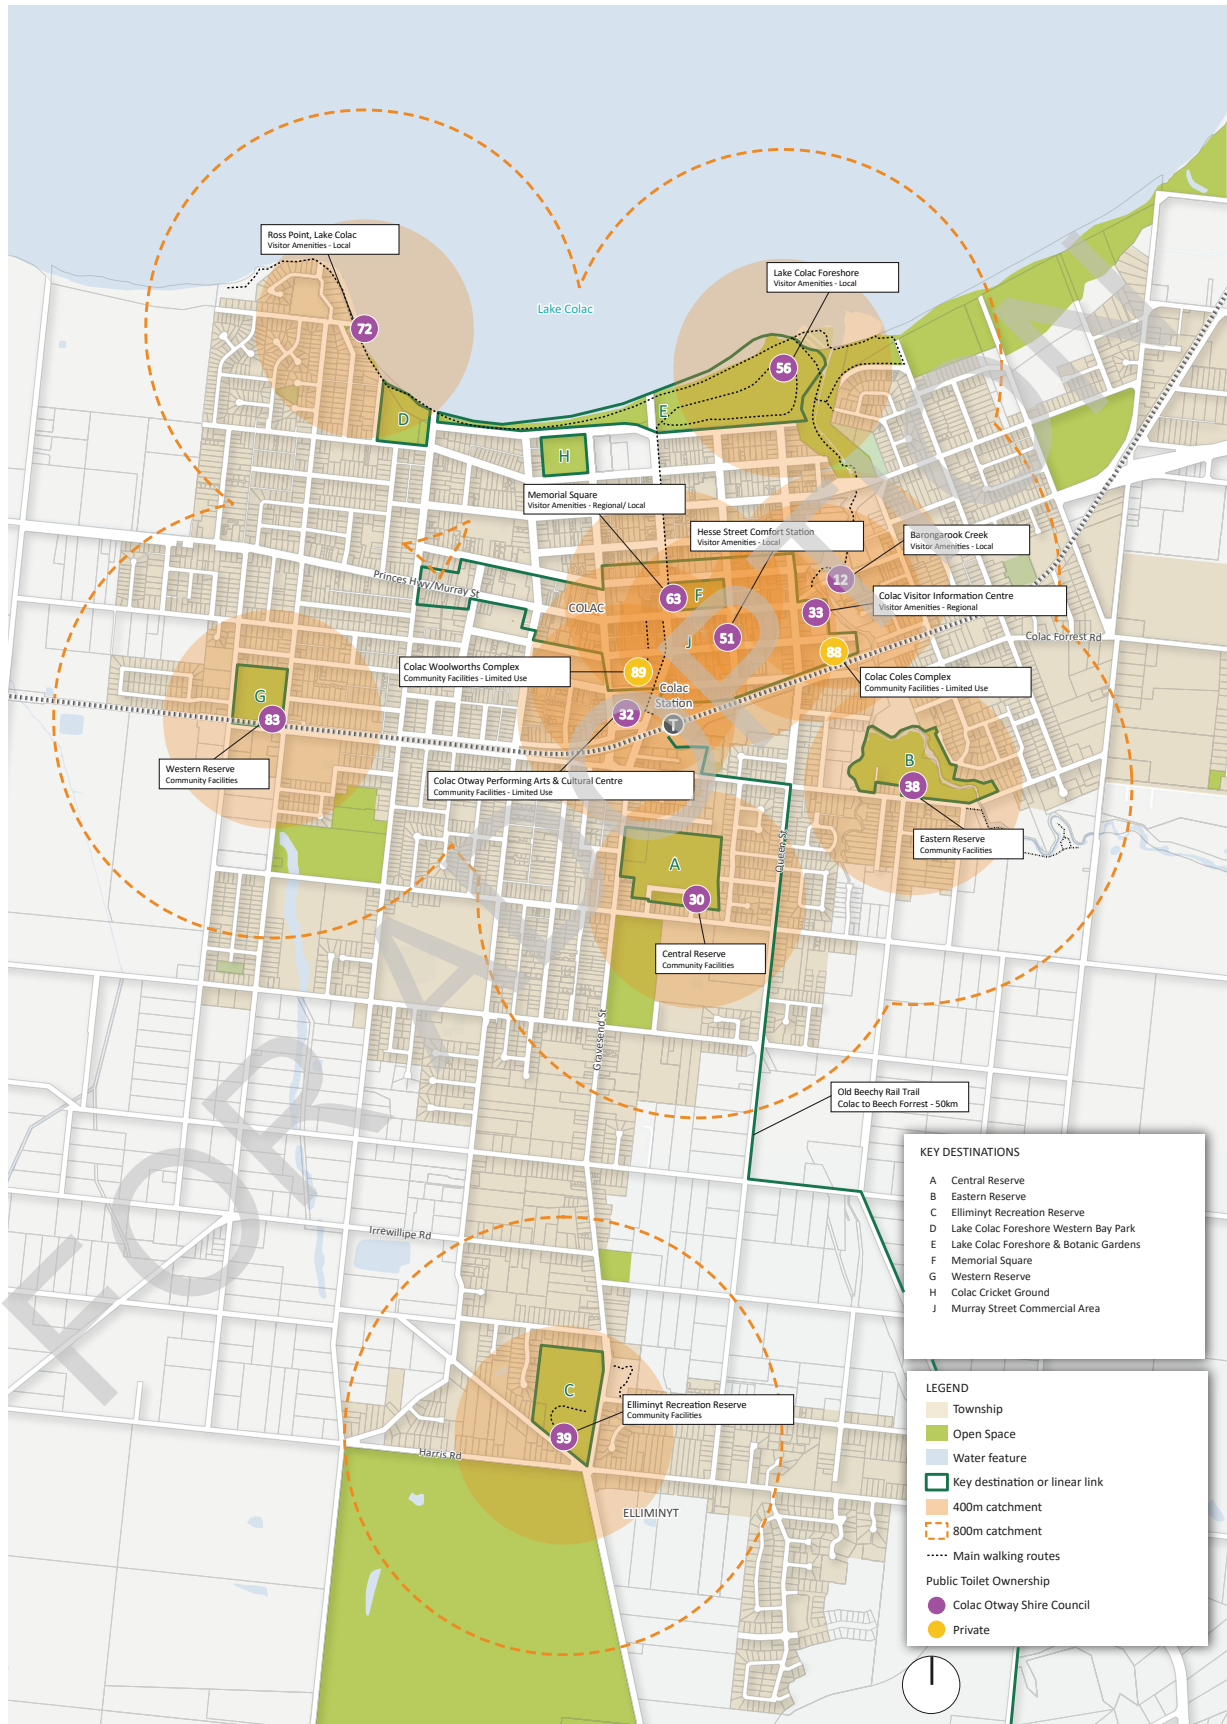 Ross Point, Lake Colac
Visitor Amenities - Local
Lake Colac Foreshore
Visitor Amenities - Local
Lake Colac
72
56
D
E
H
Memorial Square
Visitor Amenities - Regional/ Local
Hesse Street Comfort Station
Visitor Amenities - Local
Barongarook Creek
Visitor Amenities - Local
Princes Hwy/Murray St
COLAC
63
F
12
Colac Visitor Information Centre
Visitor Amenities - Regional
33
51
J
88
Colac Forrest Rd
Colac Woolworths Complex
Community Facilities - Limited Use
89
Colac
Station
Colac Coles Complex
Community Facilities - Limited Use
G
83
32
T
Western Reserve
Community Facilities
Colac Otway Performing Arts & Cultural Centre
Community Facilities - Limited Use
B
38
Eastern Reserve
Community Facilities
Queen St
A
30
Central Reserve
Community Facilities
Gravesend St
Old Beechy Rail Trail
Colac to Beech Forrest - 50km
Irrewillipe Rd
C
Elliminyt Recreation Reserve
Community Facilities
39
Harris Rd
ELLIMINYT
KEY DESTINATIONS
A Central Reserve
B Eastern Reserve
C Elliminyt Recreation Reserve
D Lake Colac Foreshore Western Bay Park
E Lake Colac Foreshore & Botanic Gardens
F Memorial Square
G Western Reserve
H Colac Cricket Ground
J Murray Street Commercial Area
LEGEND
Township
Open Space
Water feature
Key destination or linear link
400m catchment
800m catchment
Main walking routes
Public Toilet Ownership
Colac Otway Shire Council
Private